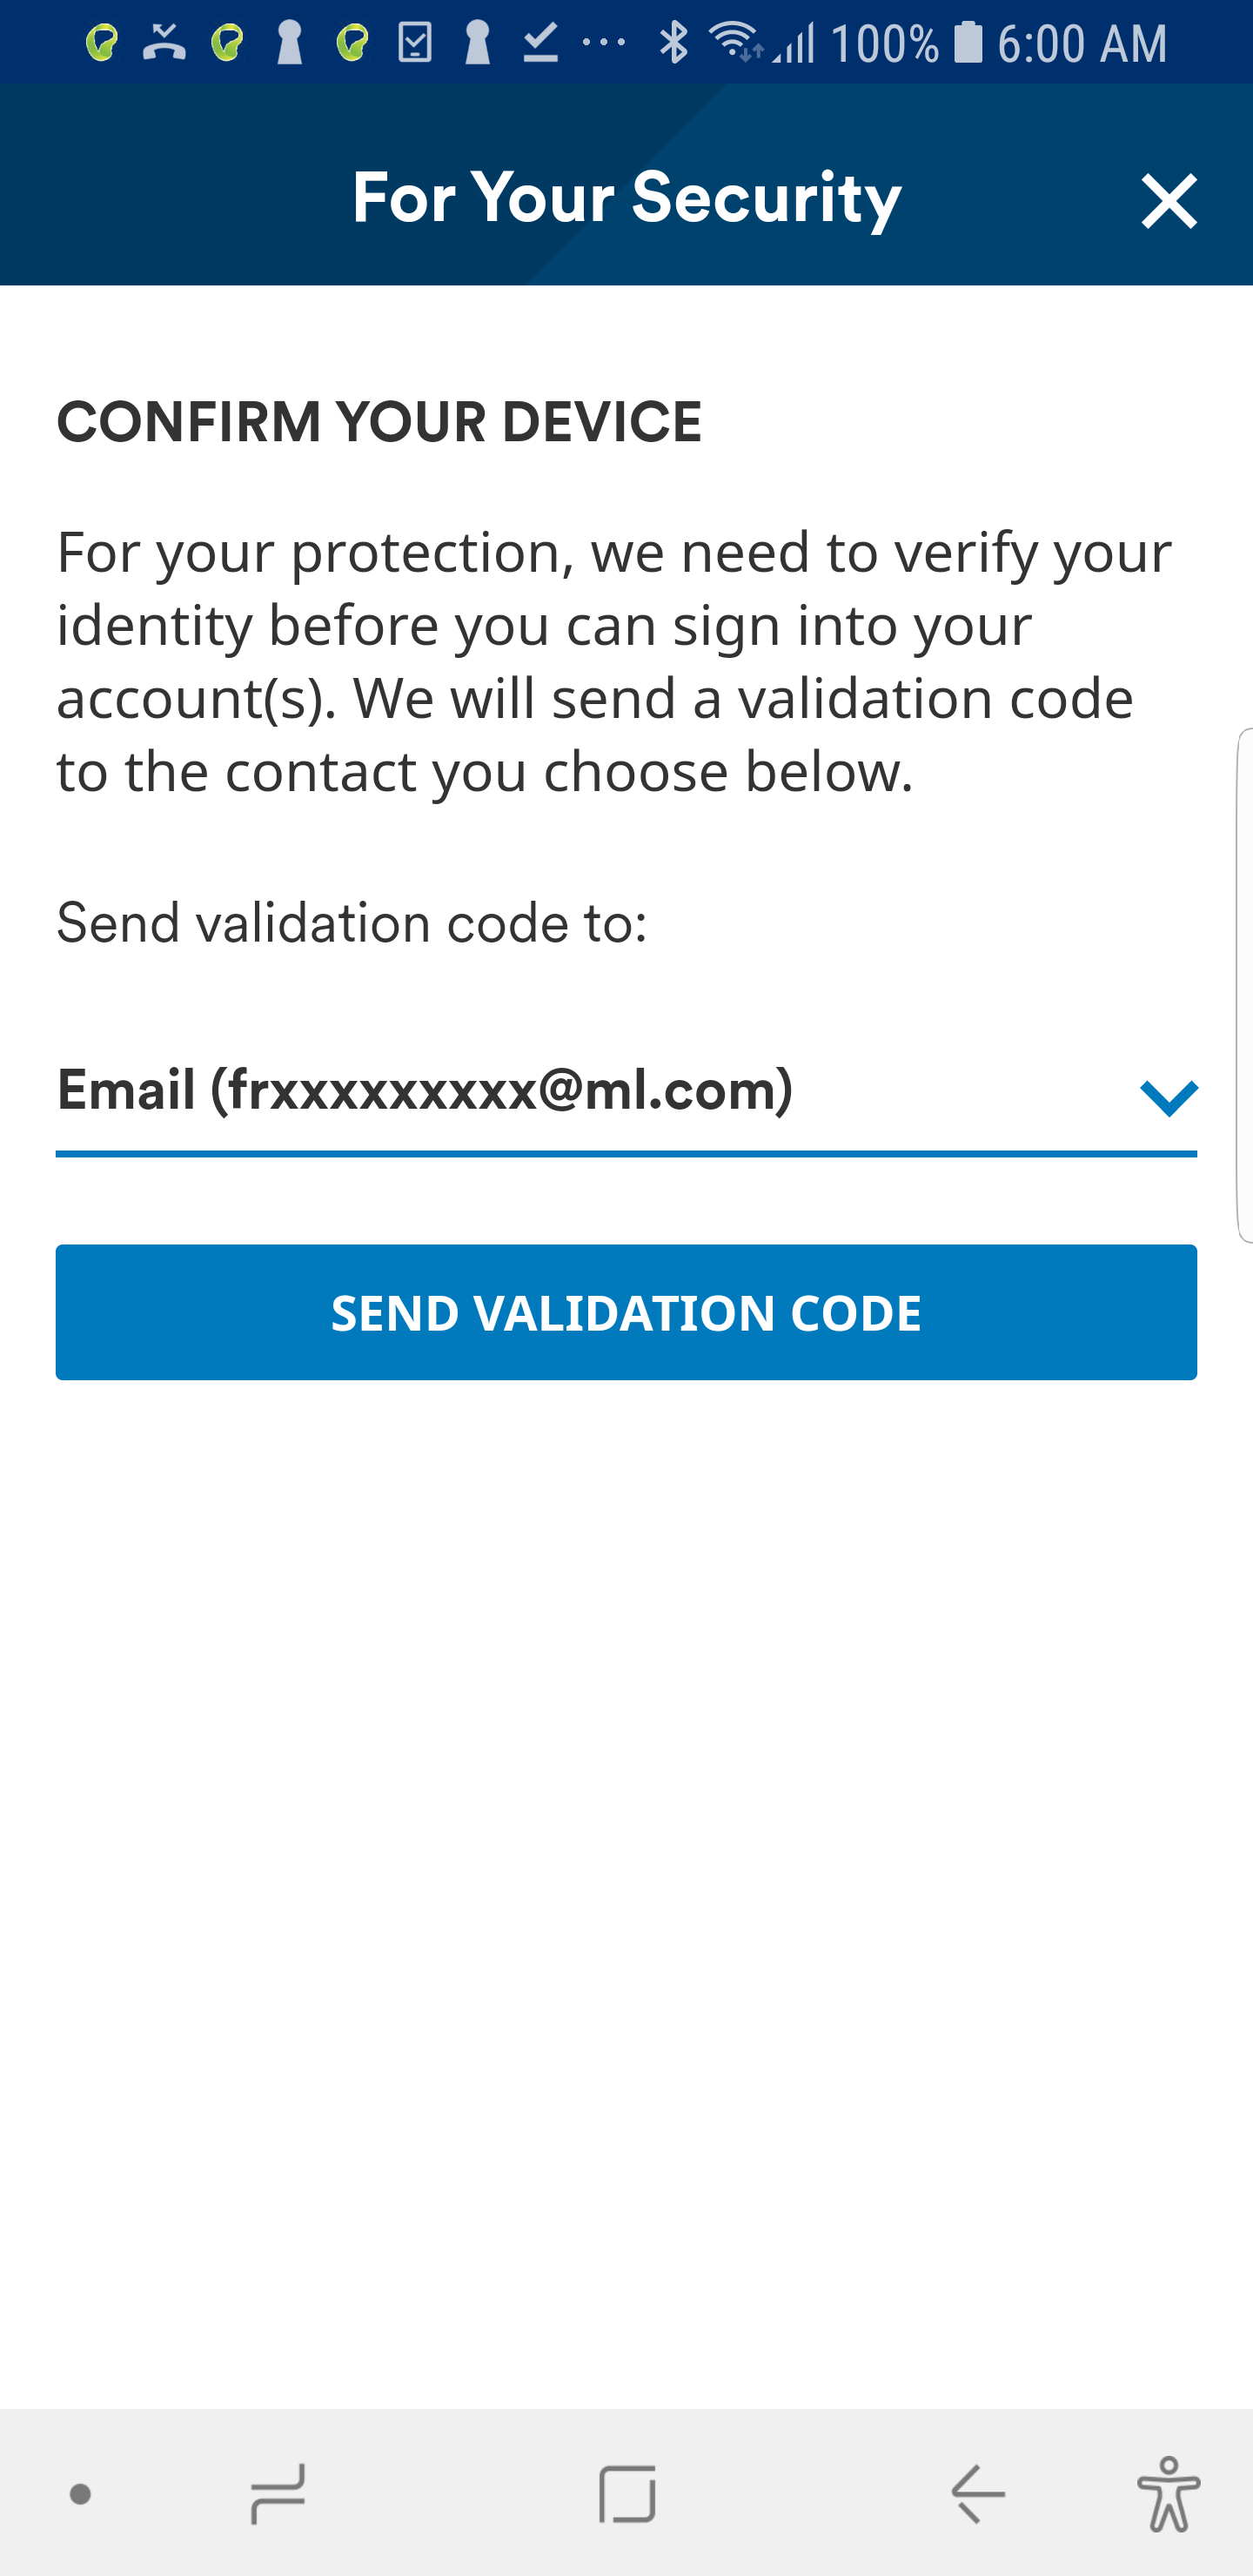 100% 6:00 AM
For Your Security
CONFIRM YOUR DEVICE
For your protection, we need to verify your
identity before you can sign into your
account(s). We will send a validation code
to the contact you choose below.
Send validation code to:
Email (frxxxxxxxxx@ml.com)
SEND VALIDATION CODE